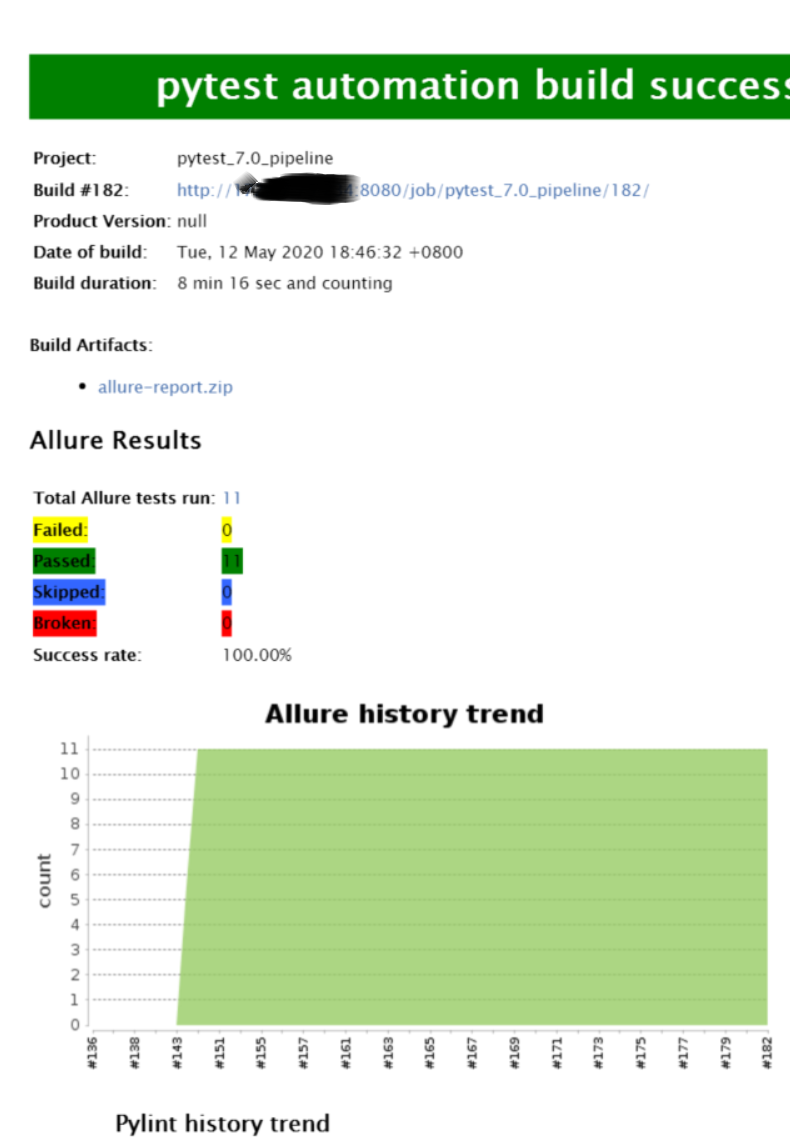 pytest automation build success
Project: pytest_7.0_pipeline
Build #182: http:// :8080/job/pytest_7.0_pipeline/182/
Product Version: null
Date of build: Tue, 12 May 2020 18:46:32 +0800
Build duration: 8 min 16 sec and counting
Build Artifacts:
• allure-report.zip
Allure Results
Total Allure tests run: 11
Failed: 0
Passed: 11
Skipped: 0
Broken: 0
Success rate: 100.00%
Allure history trend
11
10
9
8
7
6
5
4
3
2
1
0
count
#136 #138 #143 #151 #155 #157 #161 #163 #165 #167 #169 #171 #173 #175 #177 #179 #182
Pylint history trend